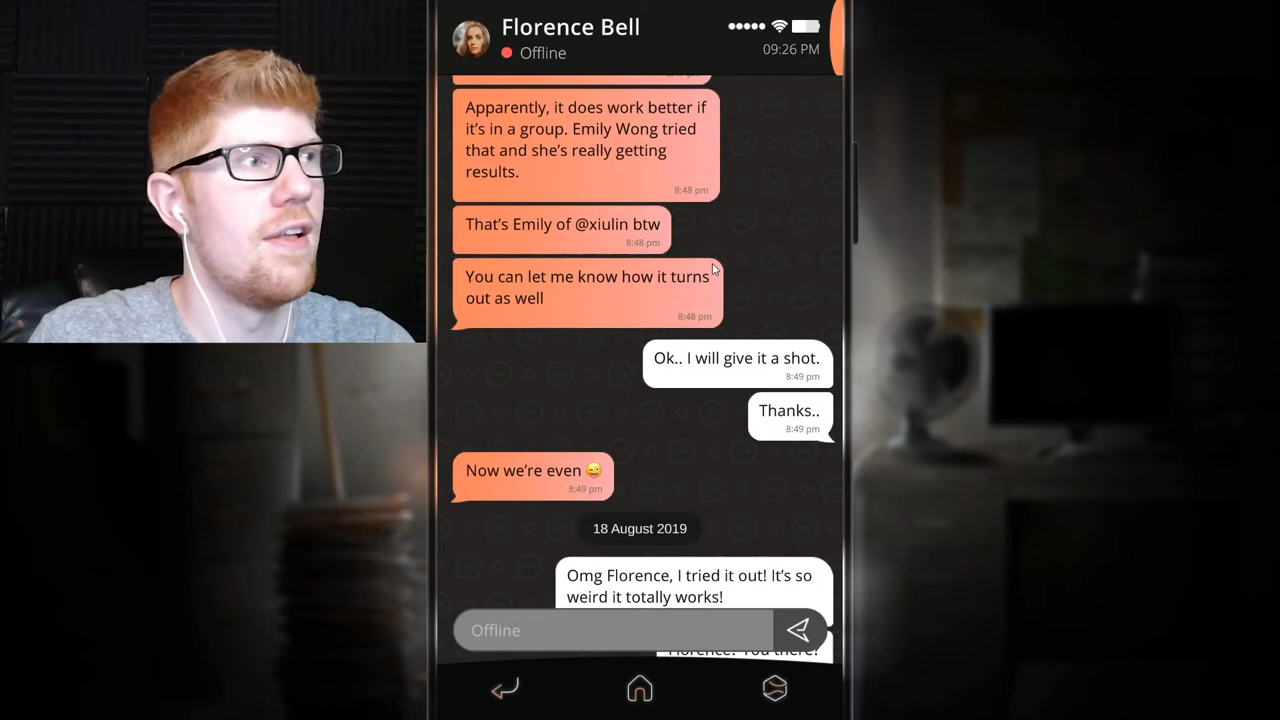 Florence Bell
Offline
09:26 PM
Apparently, it does work better if
it's in a group. Emily Wong tried
that and she's really getting
results.
8:48 pm
That's Emily of @xiulin btw
8:48 pm
You can let me know how it turns
out as well
8:48 pm
Ok.. I will give it a shot.
8:49 pm
Thanks..
8:49 pm
Now we're even 😜
8:49 pm
18 August 2019
Omg Florence, I tried it out! It's so
weird it totally works!
Offline
Florence? You there?